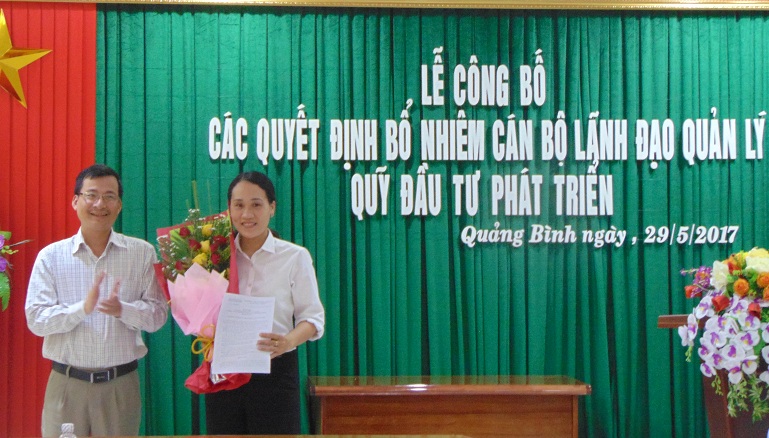 LỄ CÔNG BỐ
CÁC QUYẾT ĐỊNH BỔ NHIỆM CÁN BỘ LÃNH ĐẠO QUẢN LÝ
QUỸ ĐẦU TƯ PHÁT TRIỂN
Quảng Bình ngày , 29/5/2017